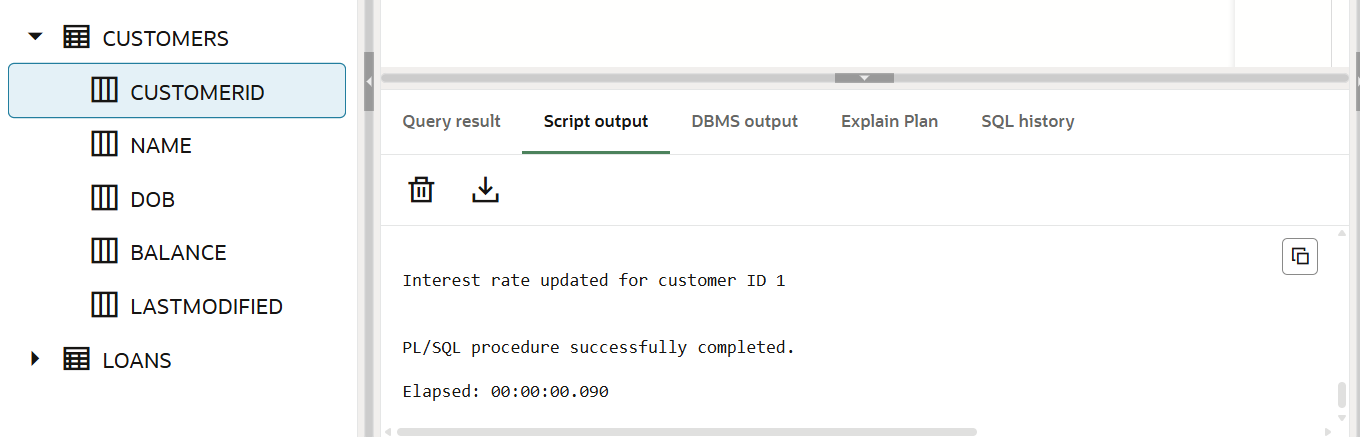 CUSTOMERS
CUSTOMERID
NAME
DOB
BALANCE
LASTMODIFIED
LOANS
Query result Script output DBMS output Explain Plan SQL history
Interest rate updated for customer ID 1
PL/SQL procedure successfully completed.
Elapsed: 00:00:00.090